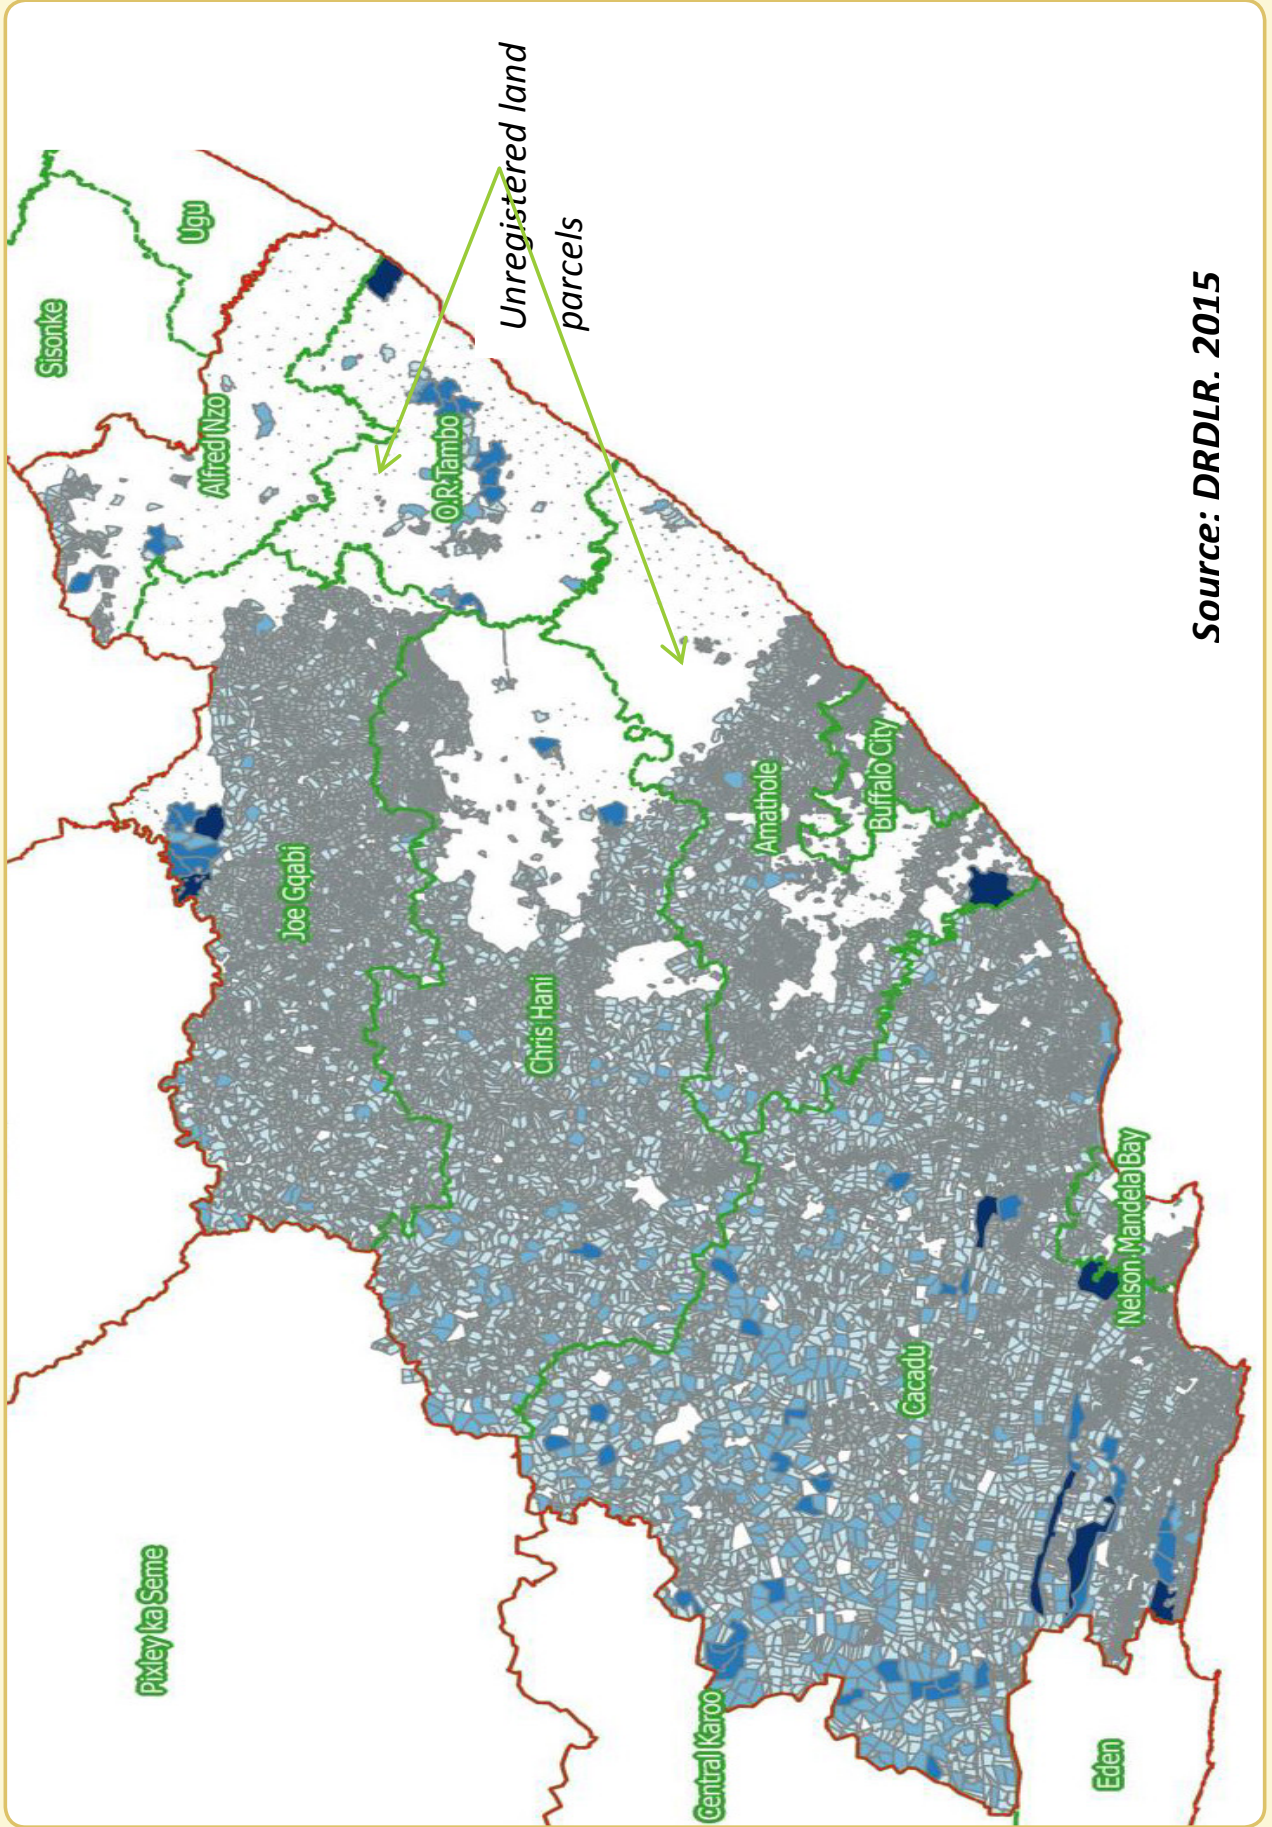 Pixley ka Seme
Sisonke
Ugu
Alfred Nzo
Joe Gqabi
O.R.Tambo
Unregistered land
parcels
Chris Hani
Central Karoo
Amathole
Buffalo City
Cacadu
Eden
Nelson Mandela Bay
Source: DRDLR. 2015